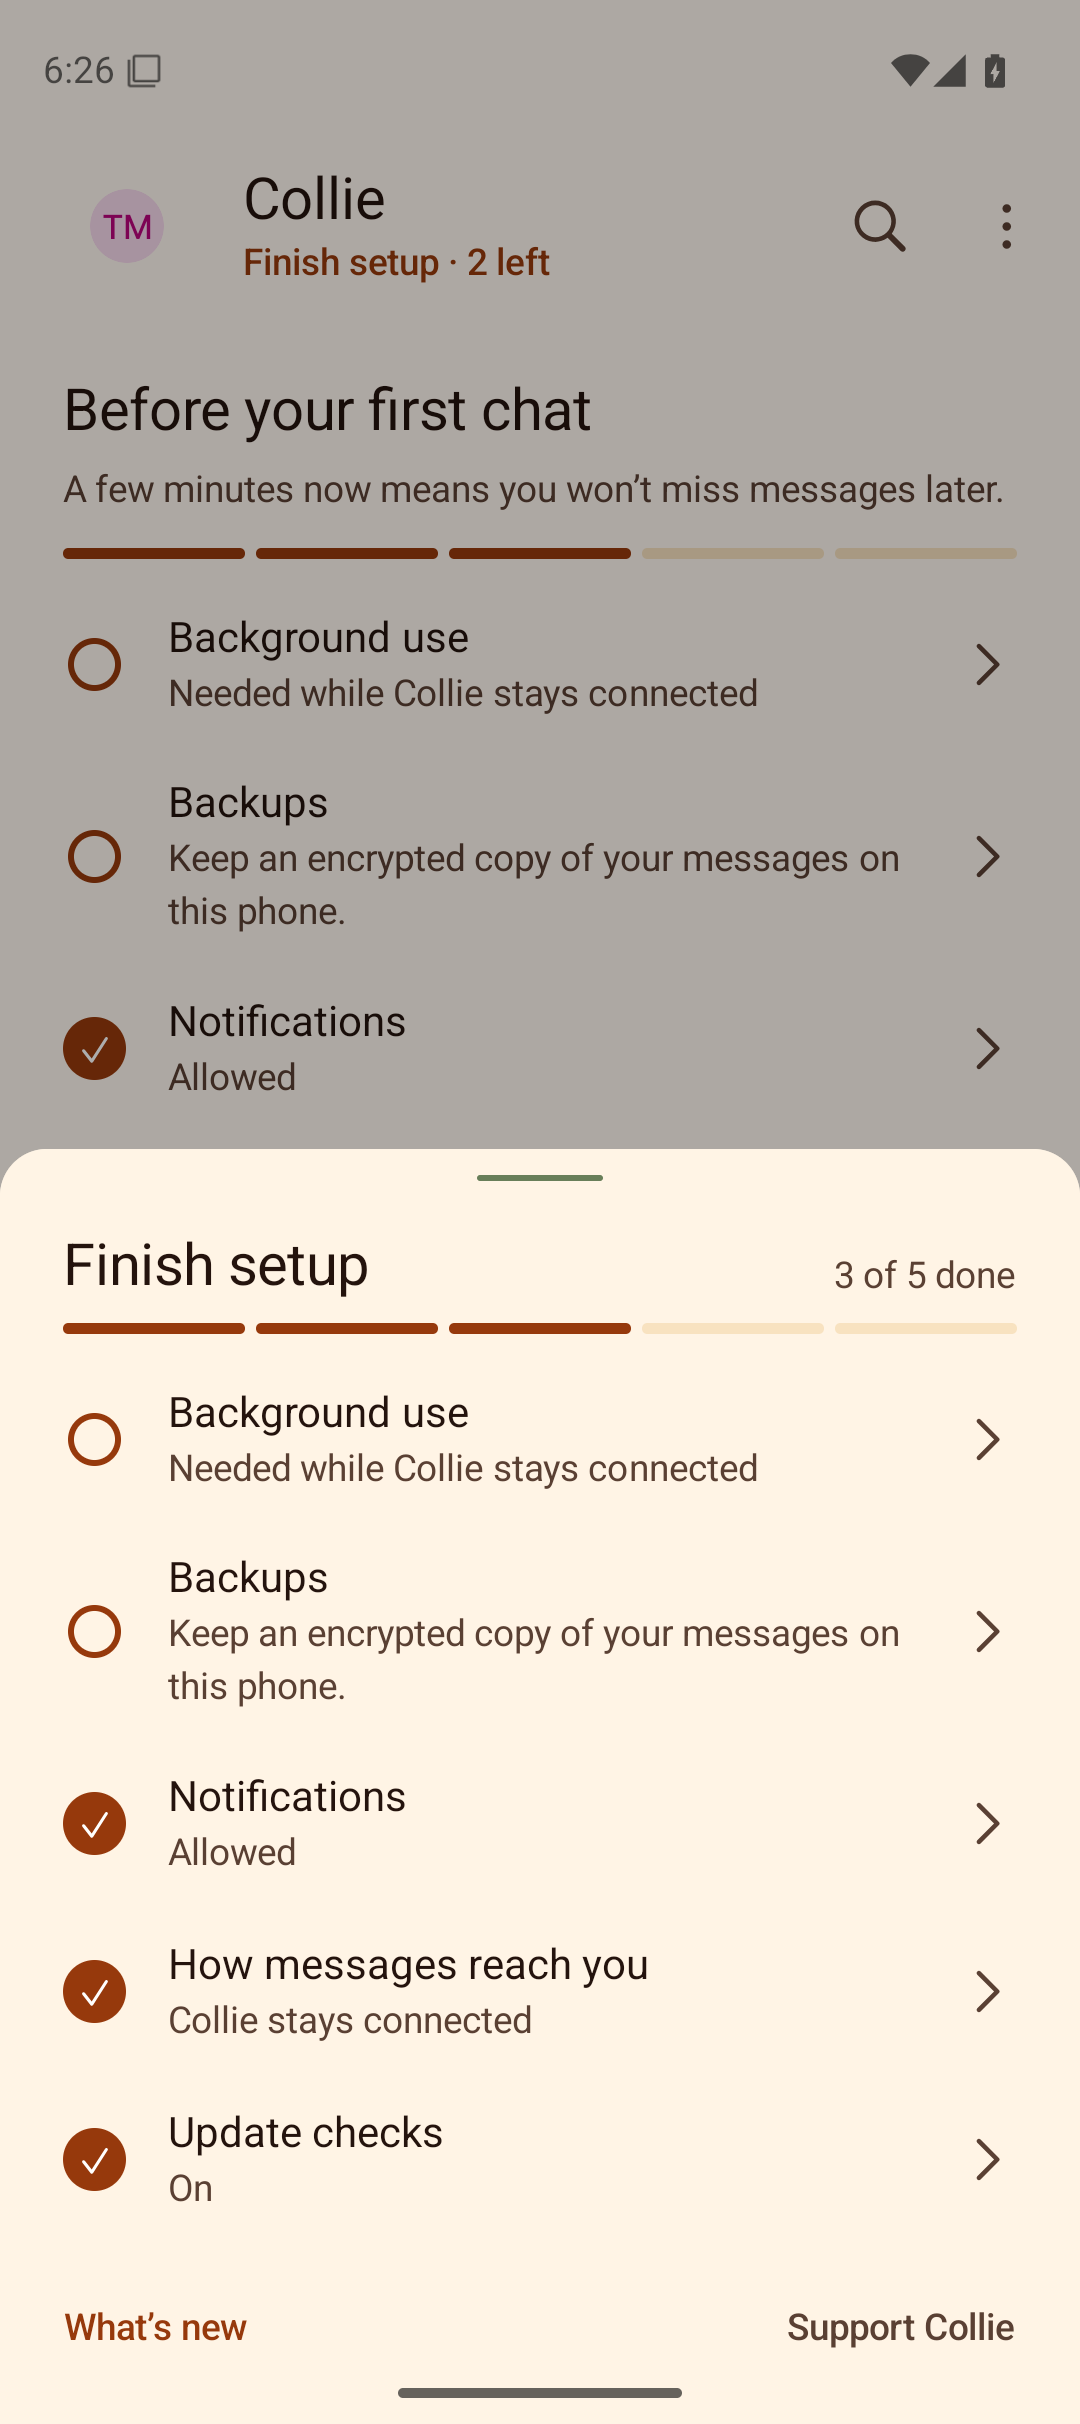 6:26
TM
Collie
Finish setup · 2 left
Before your first chat
A few minutes now means you won’t miss messages later.
Background use
Needed while Collie stays connected
Backups
Keep an encrypted copy of your messages on
this phone.
Notifications
Allowed
Finish setup
3 of 5 done
Background use
Needed while Collie stays connected
Backups
Keep an encrypted copy of your messages on
this phone.
Notifications
Allowed
How messages reach you
Collie stays connected
Update checks
On
What’s new
Support Collie